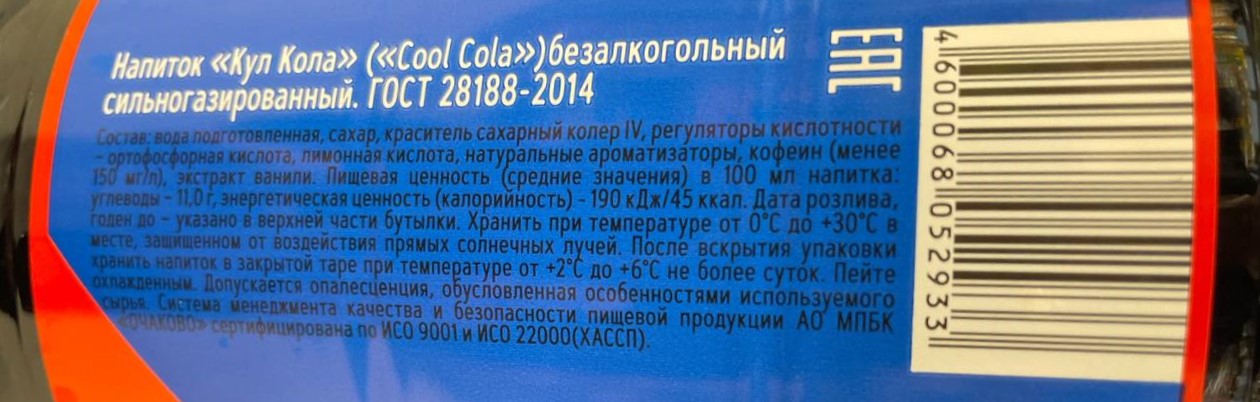 Напиток «Кул Кола» («Cool Cola») безалкогольный
сильногазированный. ГОСТ 28188-2014
Состав: вода подготовленная, сахар, краситель сахарный колер IV, регуляторы кислотности
- ортофосфорная кислота, лимонная кислота, натуральные ароматизаторы, кофеин (менее
150 мг/л), экстракт ванили. Пищевая ценность (средние значения) в 100 мл напитка:
углеводы - 11,0 г, энергетическая ценность (калорийность) - 190 кДж/45 ккал. Дата розлива,
годен до - указано в верхней части бутылки. Хранить при температуре от 0°С до +30°С в
месте, защищенном от воздействия прямых солнечных лучей. После вскрытия упаковки
хранить напиток в закрытой таре при температуре от +2°С до +6°С не более суток. Пейте
охлажденным. Допускается опалесценция, обусловленная особенностями используемого
сырья. Система менеджмента качества и безопасности пищевой продукции АО МПБК
«ОЧАКОВО» сертифицирована по ИСО 9001 и ИСО 22000(ХАССП).
ЕАС
4 600068 052933